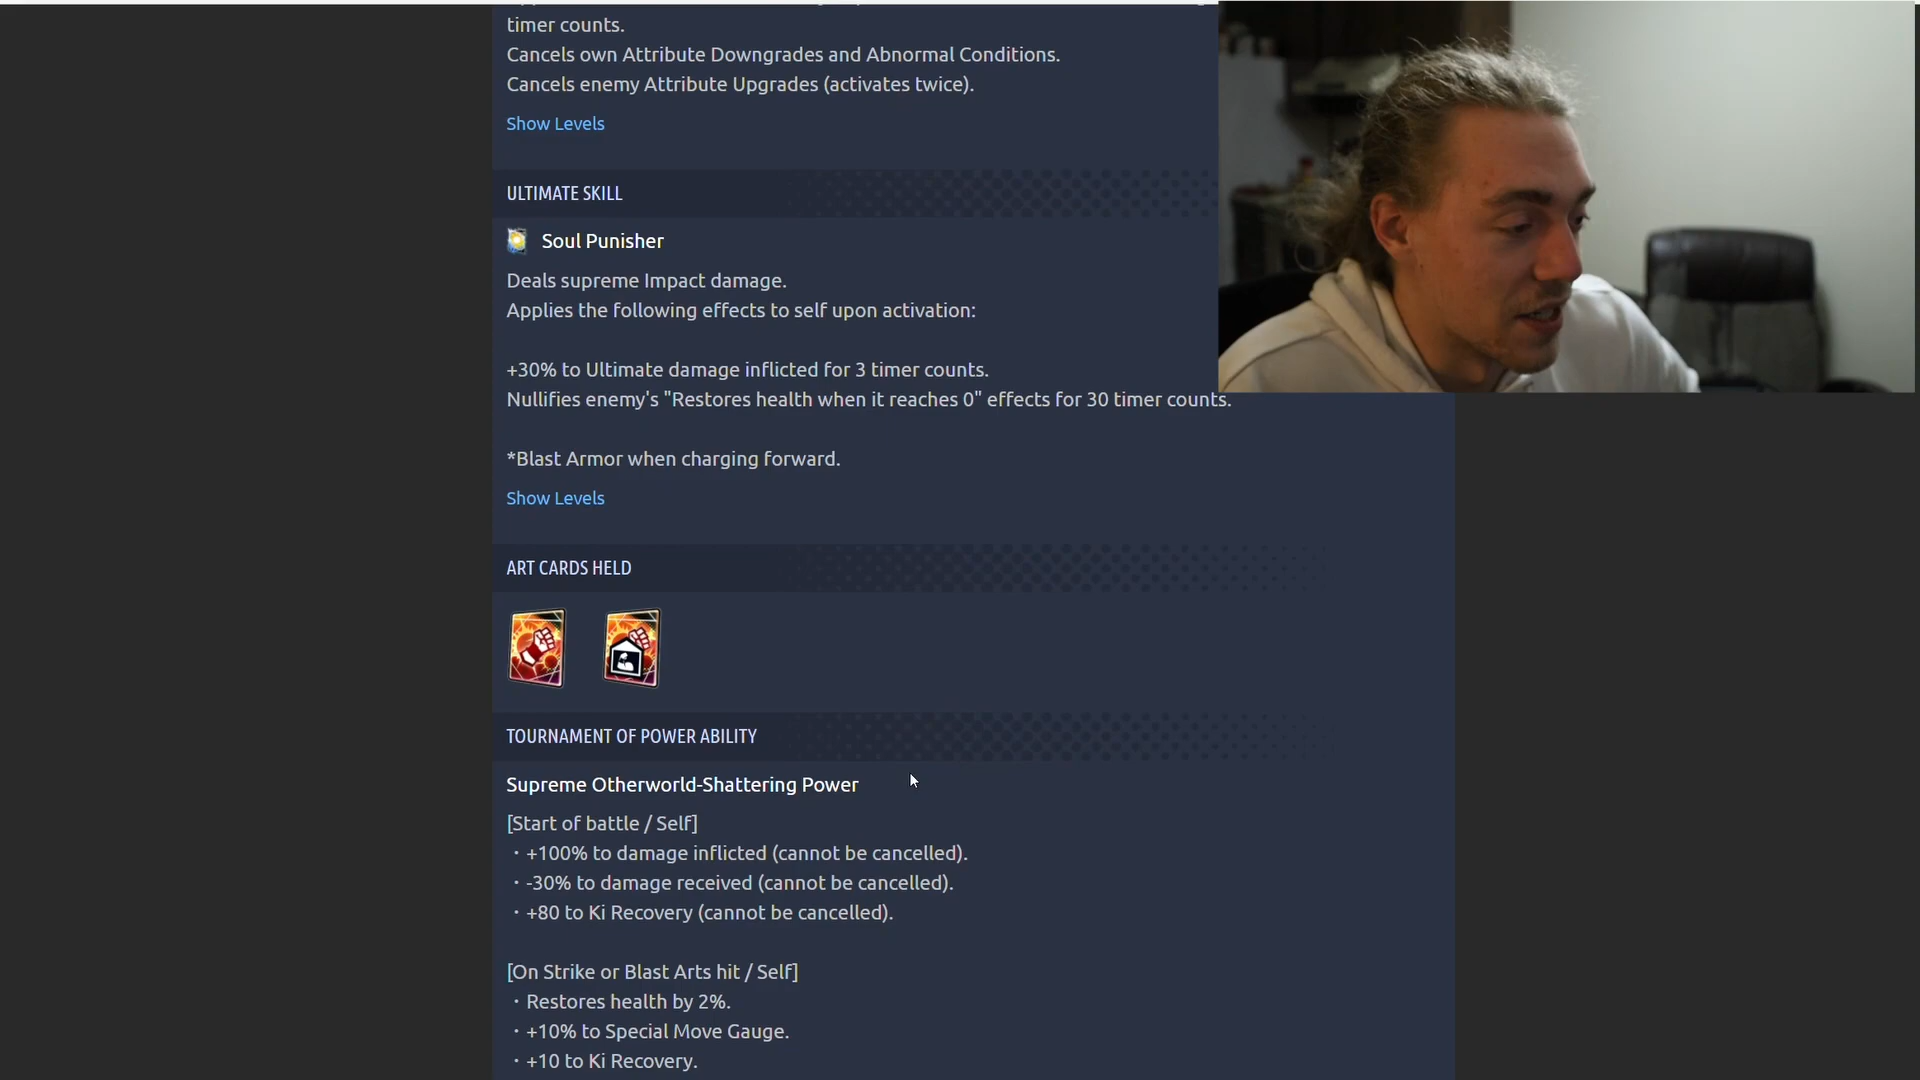 timer counts.
Cancels own Attribute Downgrades and Abnormal Conditions.
Cancels enemy Attribute Upgrades (activates twice).
Show Levels
ULTIMATE SKILL
Soul Punisher
Deals supreme Impact damage.
Applies the following effects to self upon activation:
+30% to Ultimate damage inflicted for 3 timer counts.
Nullifies enemy's "Restores health when it reaches 0" effects for 30 timer counts.
*Blast Armor when charging forward.
Show Levels
ART CARDS HELD
TOURNAMENT OF POWER ABILITY
Supreme Otherworld-Shattering Power
[Start of battle / Self]
・+100% to damage inflicted (cannot be cancelled).
・-30% to damage received (cannot be cancelled).
・+80 to Ki Recovery (cannot be cancelled).
[On Strike or Blast Arts hit / Self]
・Restores health by 2%.
・+10% to Special Move Gauge.
・+10 to Ki Recovery.